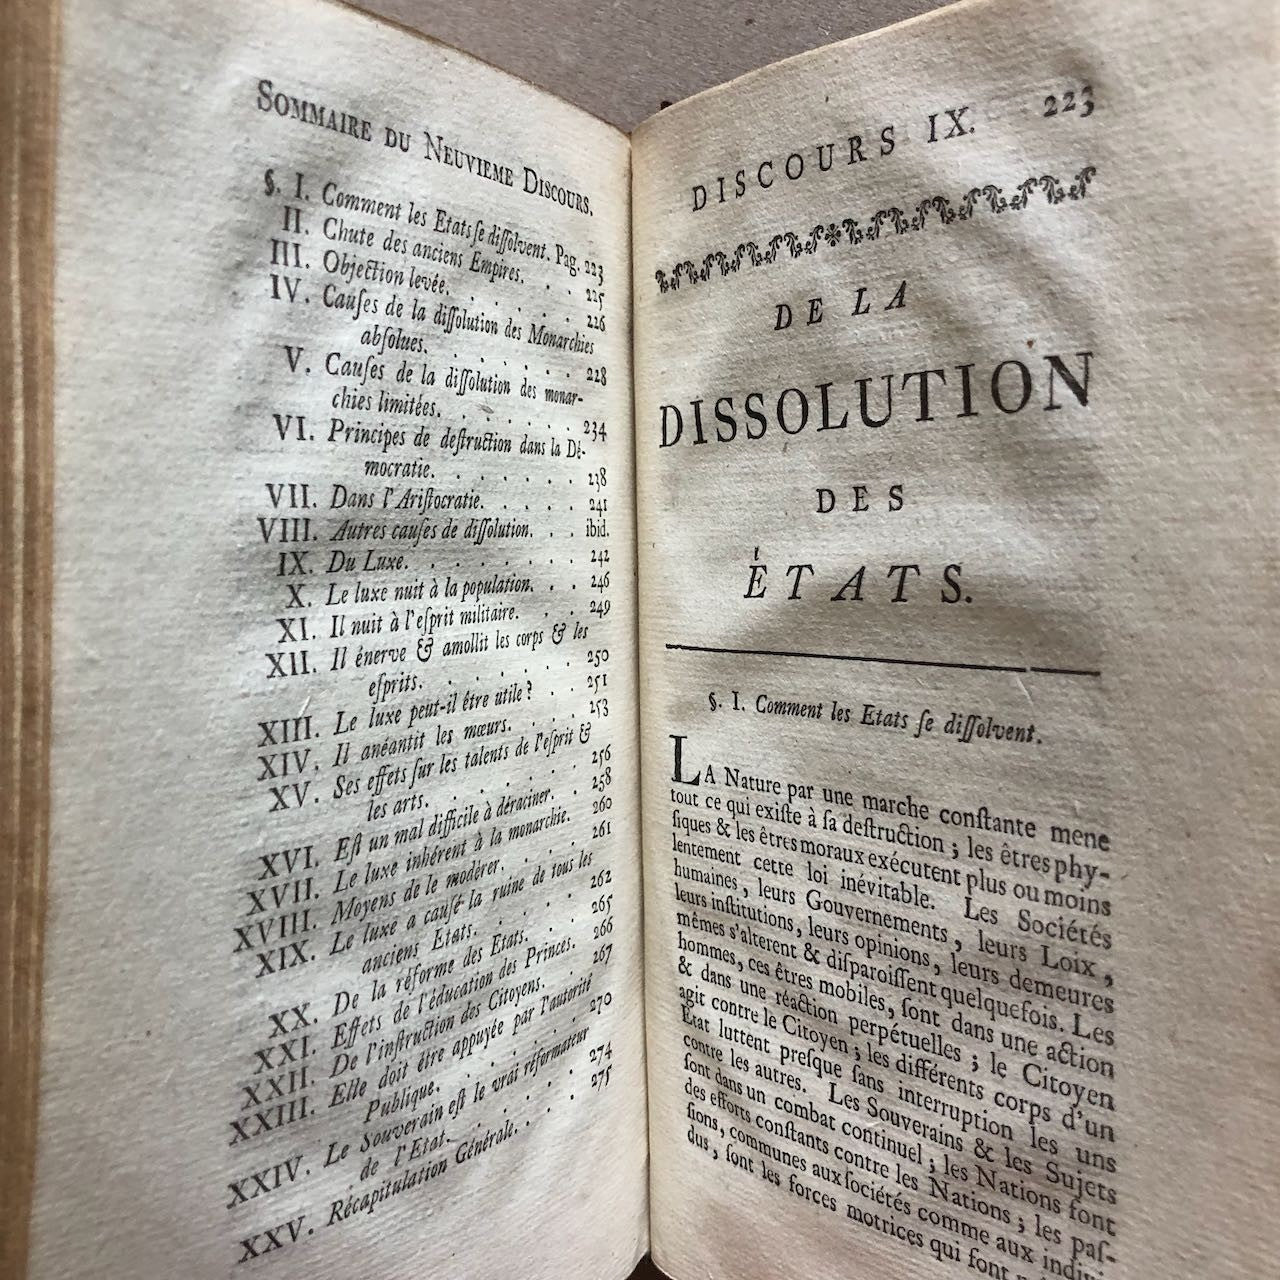 SOMMAIRE DU NEUVIEME DISCOURS.
§. I. Comment les Etats ſe diſſolvent. Pag. 223
II. Chute des anciens Empires. . . . 225
III. Objection levée. . . . . . . 226
IV. Cauſes de la diſſolution des Monarchies
abſolues. . . . . . . . 228
V. Cauſes de la diſſolution des monar-
chies limitées. . . . . . . . 234
VI. Principes de deſtruction dans la Dé-
mocratie. . . . . . . . 238
VII. Dans l'Ariſtocratie. . . . . . 241
VIII. Autres cauſes de diſſolution. . . ibid.
IX. Du Luxe. . . . . . . . . 242
X. Le luxe nuit à la population. . . 246
XI. Il nuit à l'eſprit militaire. . . 249
XII. Il énerve & amollit les corps & les
eſprits. . . . . . . . 250
XIII. Le luxe peut-il être utile ? . . 251
XIV. Il anéantit les mœurs. . . . . 253
XV. Ses effets ſur les talents de l'eſprit &
les arts. . . . . . . . 256
XVI. Eſt un mal difficile à déraciner. . . 258
XVII. Le luxe inhérent à la monarchie. 260
XVIII. Moyens de le modérer. . . . . 261
XIX. Le luxe a cauſé la ruine de tous les
anciens Etats. . . . . . 262
XX. De la réforme des Etats. . . . 265
XXI. Effets de l'éducation des Princes. 266
XXII. De l'inſtruction des Citoyens. . 267
XXIII. Elle doit être appuyée par l'autorité
Publique. . . . . . . 270
XXIV. Le Souverain eſt le vrai réformateur
de l'Etat. . . . . . . 274
XXV. Récapitulation Générale. . . . 275
DISCOURS IX. 223
DE LA
DISSOLUTION
DES
ÉTATS.
§. I. Comment les Etats ſe diſſolvent.
LA Nature par une marche conſtante mene
tout ce qui exiſte à ſa deſtruction ; les êtres phy-
ſiques & les êtres moraux exécutent plus ou moins
lentement cette loi inévitable. Les Sociétés
humaines, leurs Gouvernements, leurs Loix,
leurs inſtitutions, leurs opinions, leurs demeures
mêmes s'alterent & diſparoiſſent quelquefois. Les
hommes, ces êtres mobiles, ſont dans une action
& dans une réaction perpétuelles ; le Citoyen
agit contre le Citoyen ; les différents corps d'un
État luttent preſque ſans interruption les uns
contre les autres. Les Souverains & les Sujets
ſont dans un combat continuel ; les Nations font
des efforts conſtants contre les Nations ; les paſ-
ſions, communes aux ſociétés comme aux indivi-
dus, ſont les forces motrices qui font